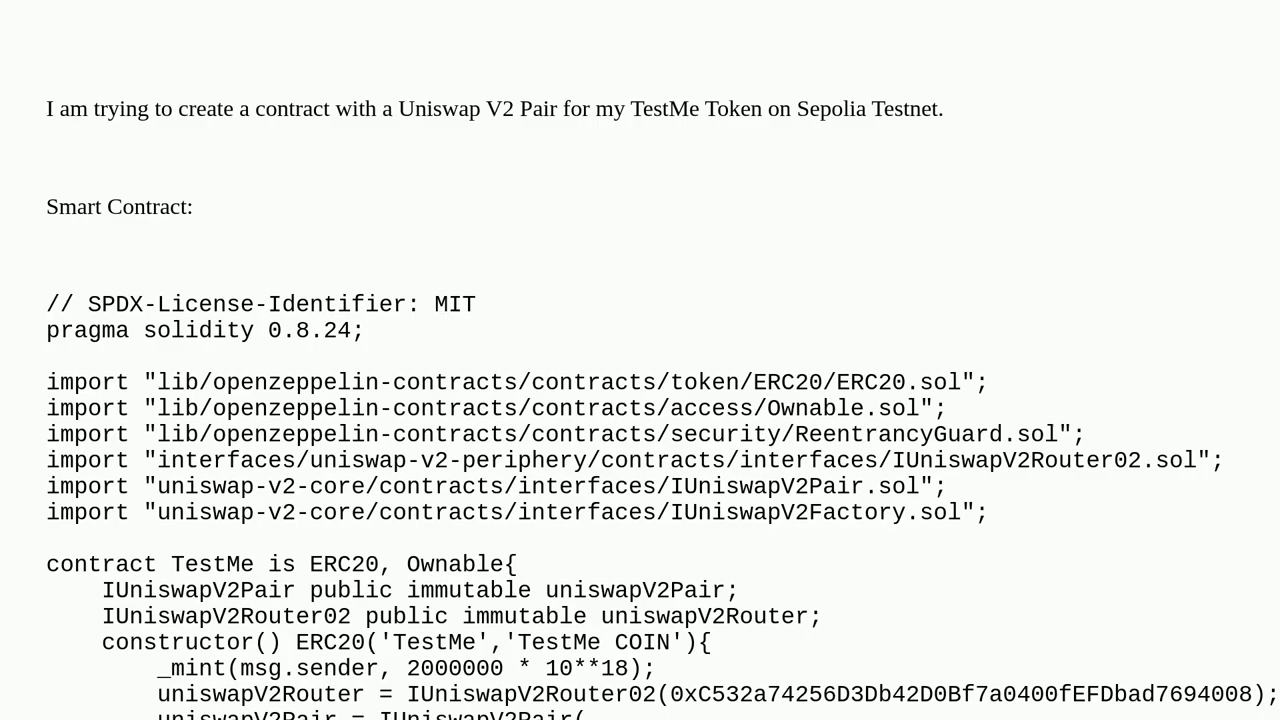 I am trying to create a contract with a Uniswap V2 Pair for my TestMe Token on Sepolia Testnet.
Smart Contract:
// SPDX-License-Identifier: MIT
pragma solidity 0.8.24;
import "lib/openzeppelin-contracts/contracts/token/ERC20/ERC20.sol";
import "lib/openzeppelin-contracts/contracts/access/Ownable.sol";
import "lib/openzeppelin-contracts/contracts/security/ReentrancyGuard.sol";
import "interfaces/uniswap-v2-periphery/contracts/interfaces/IUniswapV2Router02.sol";
import "uniswap-v2-core/contracts/interfaces/IUniswapV2Pair.sol";
import "uniswap-v2-core/contracts/interfaces/IUniswapV2Factory.sol";
contract TestMe is ERC20, Ownable{
    IUniswapV2Pair public immutable uniswapV2Pair;
    IUniswapV2Router02 public immutable uniswapV2Router;
    constructor() ERC20('TestMe','TestMe COIN'){
        _mint(msg.sender, 2000000 * 10**18);
        uniswapV2Router = IUniswapV2Router02(0xC532a74256D3Db42D0Bf7a0400fEFDbad7694008);
        uniswapV2Pair = IUniswapV2Pair(